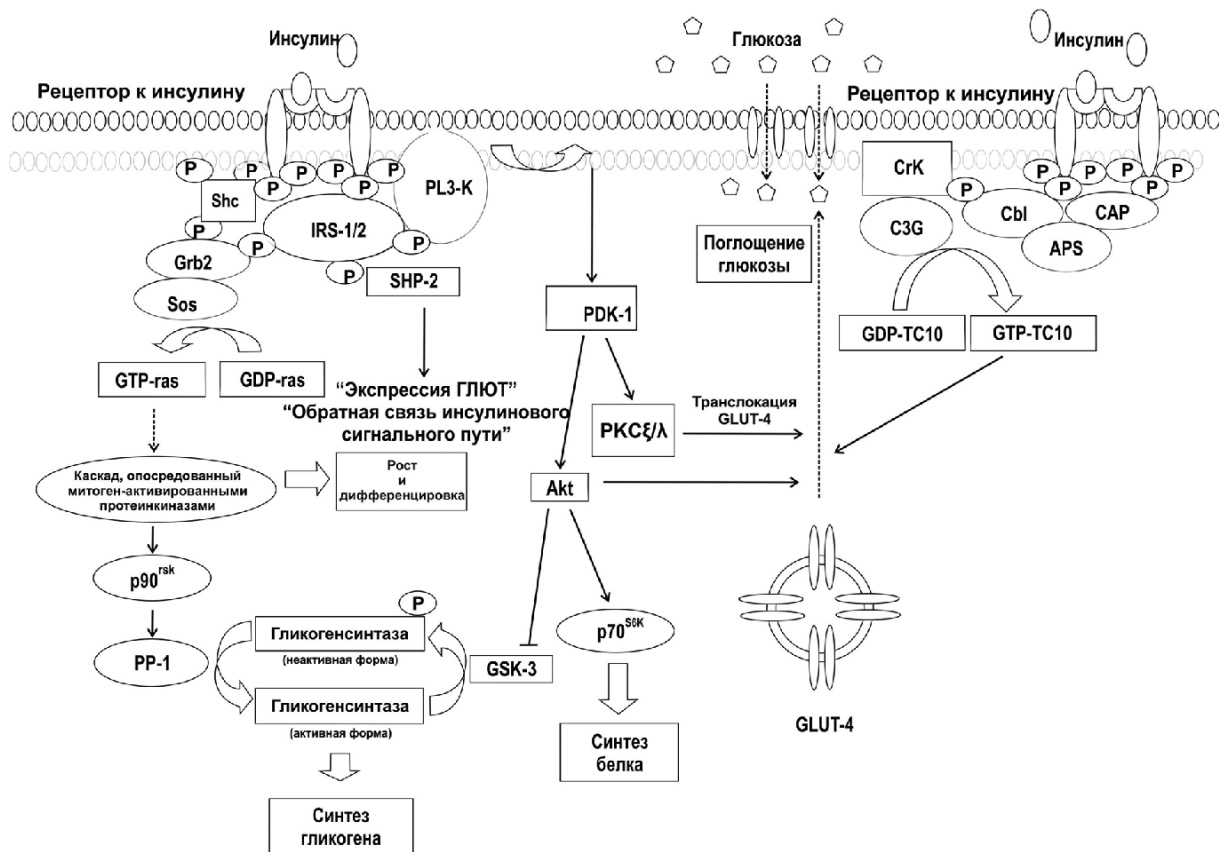 Инсулин
Глюкоза
Инсулин
Рецептор к инсулину
Рецептор к инсулину
P
P
P
P
P
P
P
P
Shc
PL3-K
IRS-1/2
P
P
P
P
Grb2
Sos
SHP-2
CrK
P
P
P
P
P
P
P
Cbl
CAP
C3G
APS
Поглощение
глюкозы
PDK-1
GDP-TC10
GTP-TC10
GTP-ras
GDP-ras
“Экспрессия ГЛЮТ”
“Обратная связь инсулинового
сигнального пути”
PKCξ/λ
Транслокация
GLUT-4
Каскад, опосредованный
митоген-активированными
протеинкиназами
Рост
и
дифференцировка
Akt
p90rsk
P
Гликогенсинтаза
(неактивная форма)
PP-1
GSK-3
p70S6K
Гликогенсинтаза
(активная форма)
GLUT-4
Синтез
белка
Синтез
гликогена